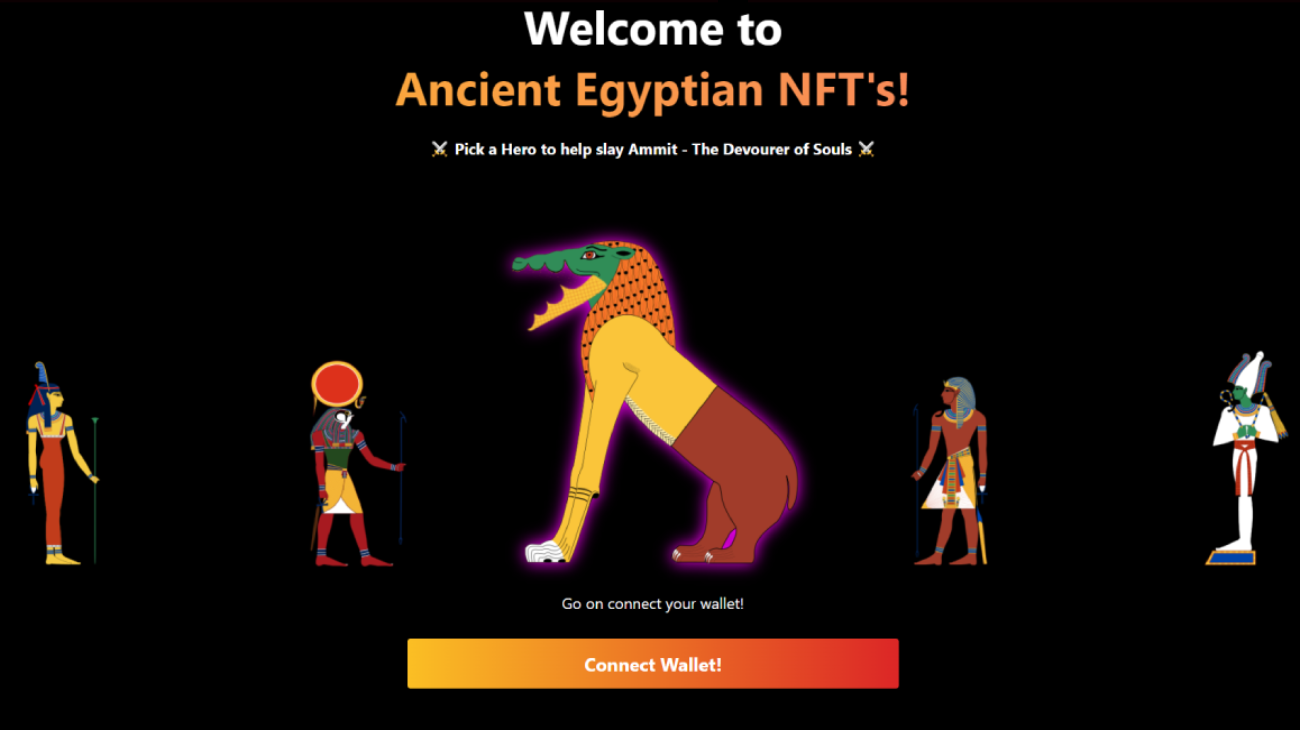 Welcome to
Ancient Egyptian NFT's!
⚔️ Pick a Hero to help slay Ammit - The Devourer of Souls ⚔️
Go on connect your wallet!
Connect Wallet!